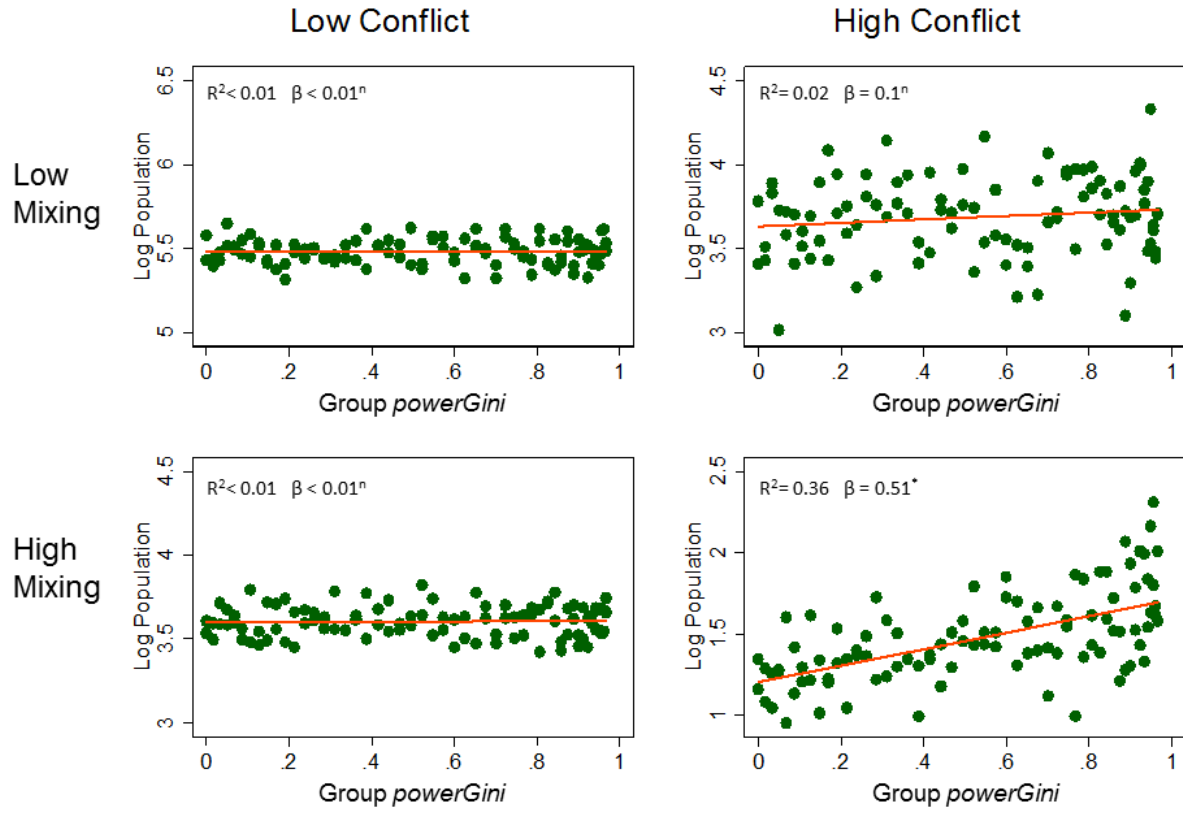 Low Conflict
High Conflict
Low
Mixing
R²< 0.01 β < 0.01ⁿ
Log Population
6.5
6
5.5
5
0 .2 .4 .6 .8 1
Group powerGini
R²= 0.02 β = 0.1ⁿ
Log Population
4.5
4
3.5
3
0 .2 .4 .6 .8 1
Group powerGini
High
Mixing
R²< 0.01 β < 0.01ⁿ
Log Population
4.5
4
3.5
3
0 .2 .4 .6 .8 1
Group powerGini
R²= 0.36 β = 0.51*
Log Population
2.5
2
1.5
1
0 .2 .4 .6 .8 1
Group powerGini